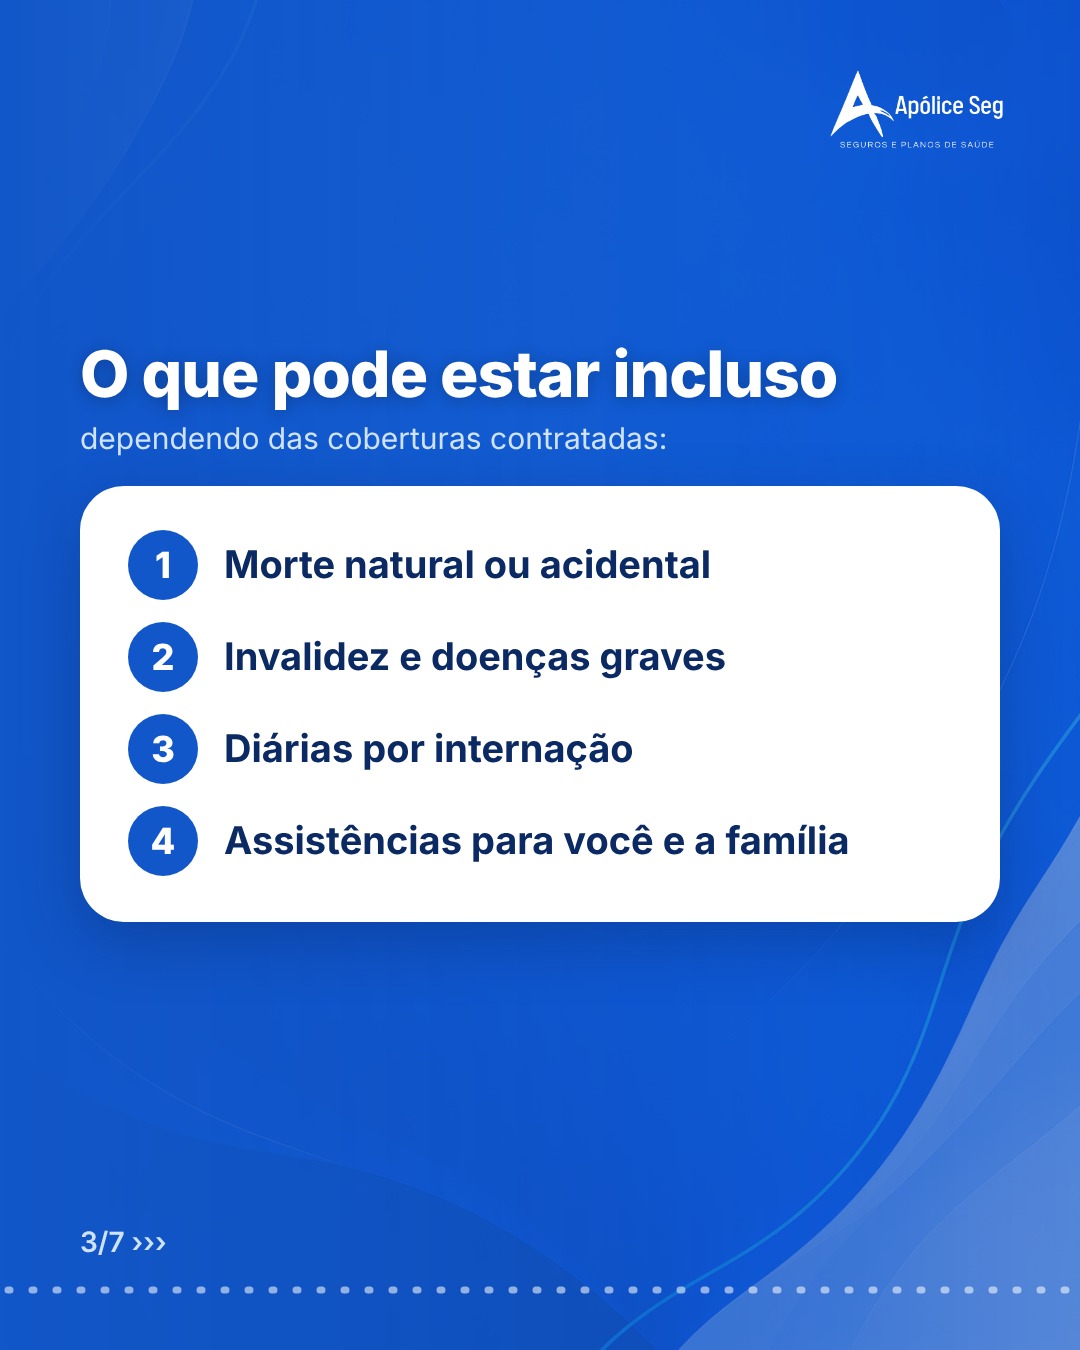 Apólice Seg
SEGUROS E PLANOS DE SAÚDE
O que pode estar incluso
dependendo das coberturas contratadas:
1 Morte natural ou acidental
2 Invalidez e doenças graves
3 Diárias por internação
4 Assistências para você e a família
3/7 ›››